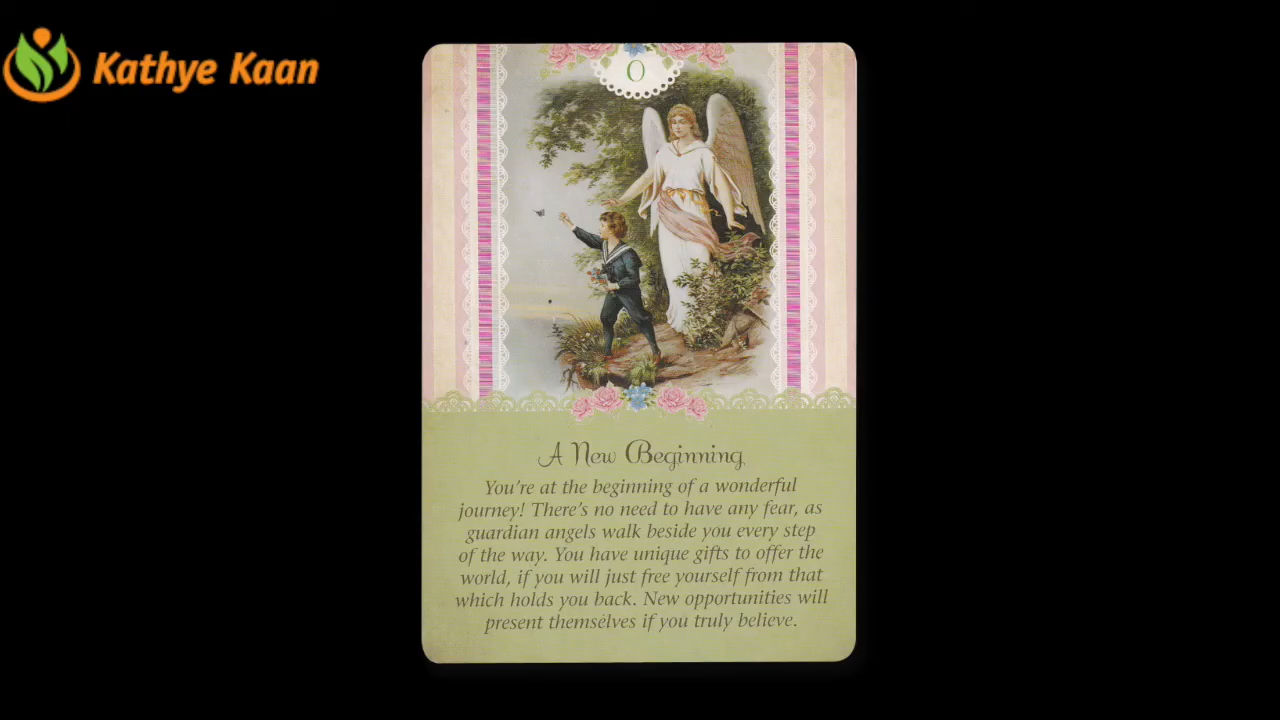 Kathye Kaan
0
A New Beginning
You're at the beginning of a wonderful
journey! There's no need to have any fear, as
guardian angels walk beside you every step
of the way. You have unique gifts to offer the
world, if you will just free yourself from that
which holds you back. New opportunities will
present themselves if you truly believe.